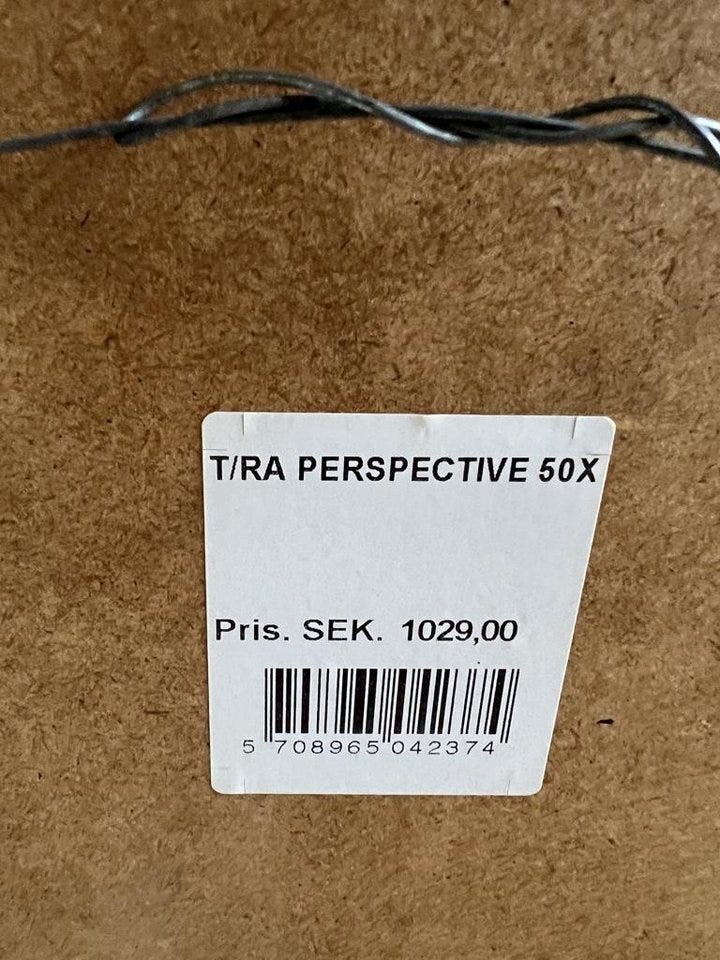 T/RA PERSPECTIVE 50X
Pris. SEK. 1029,00
5 708965 042374